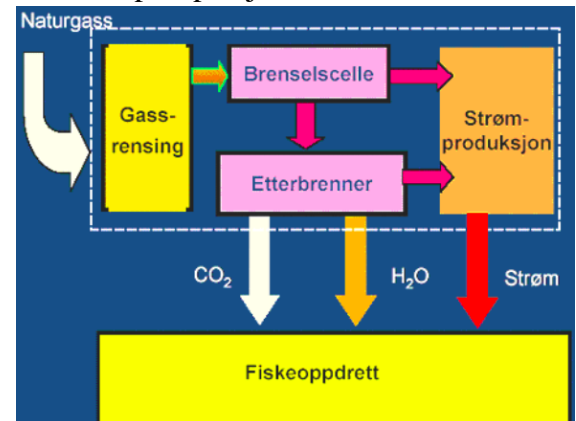 Naturgass
Gass-
rensing
Brenselscelle
Etterbrenner
Strøm-
produksjon
CO₂
H₂O
Strøm
Fiskeoppdrett